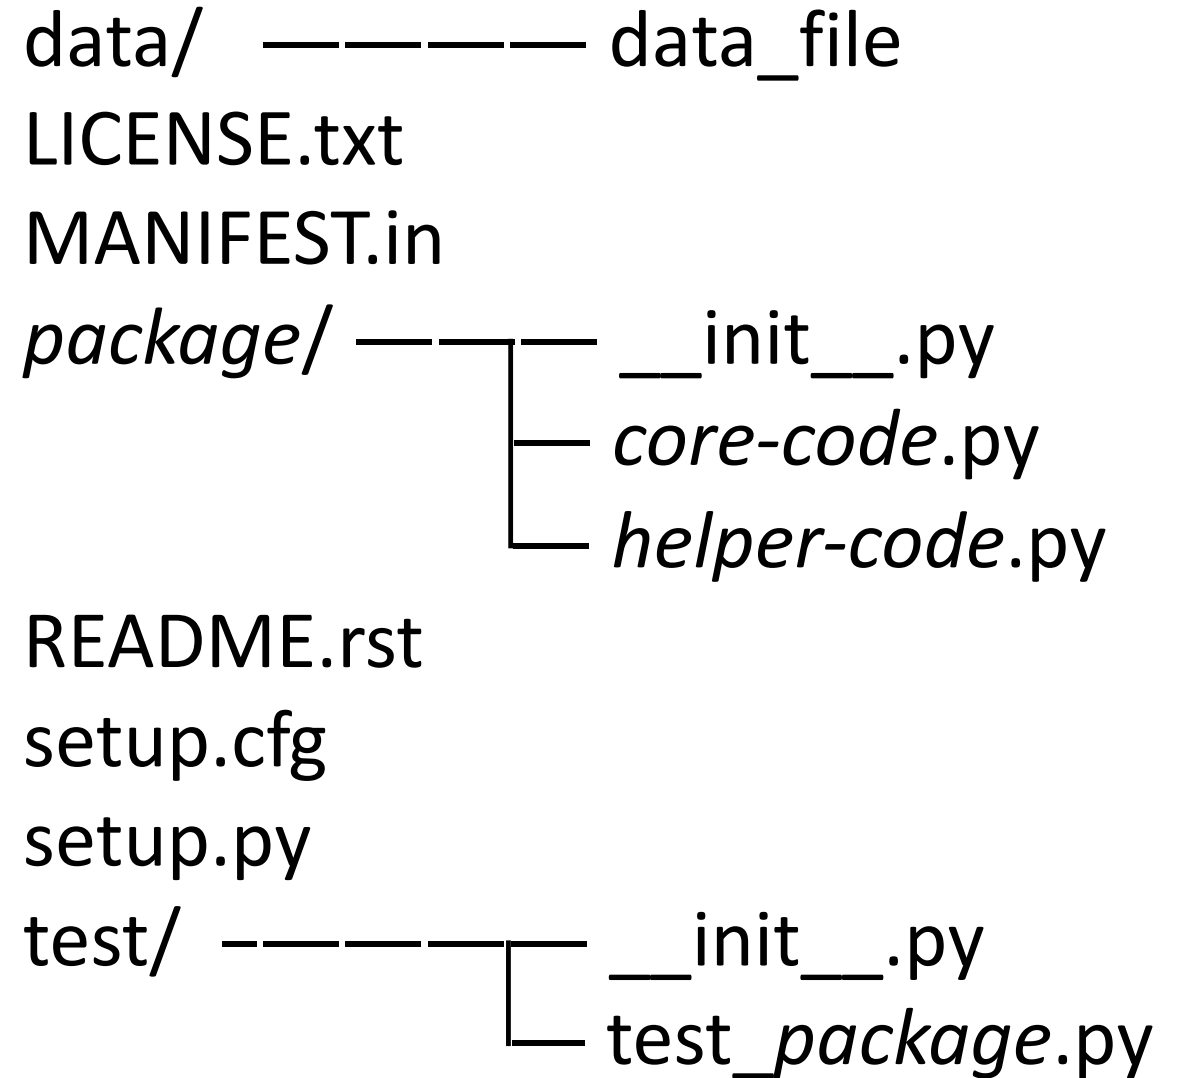 data/ data_file
LICENSE.txt
MANIFEST.in
package/ __init__.py
core-code.py
helper-code.py
README.rst
setup.cfg
setup.py
test/ __init__.py
test_package.py